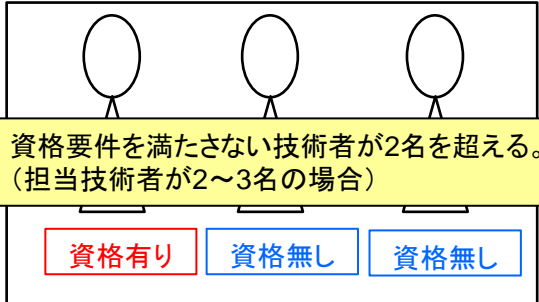 資格要件を満たさない技術者が2名を超える。
（担当技術者が2～3名の場合）
資格有り
資格無し
資格無し